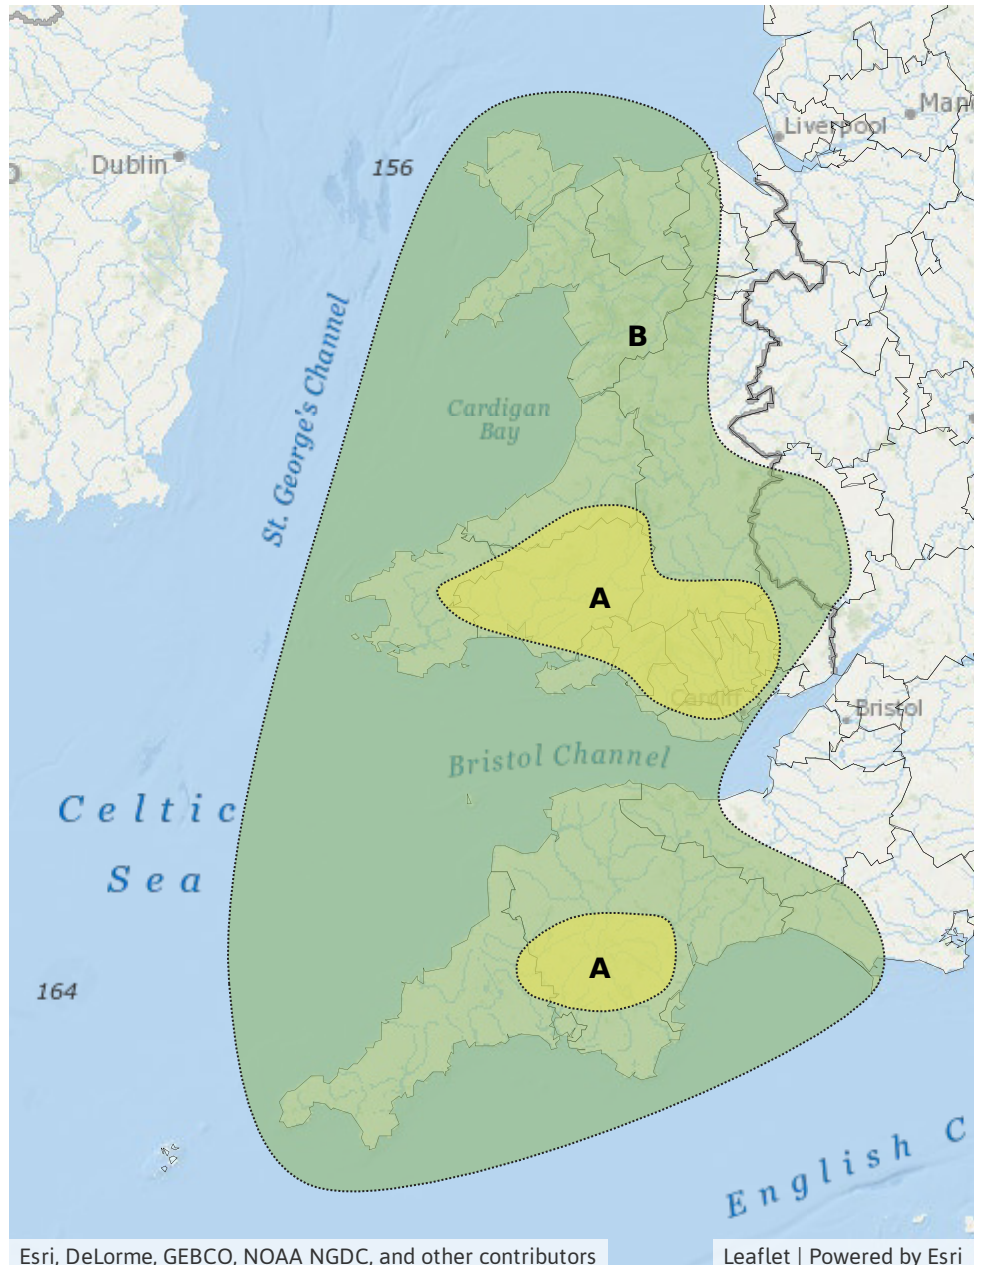 Man
Liverpool
Dublin
156
St. George's Channel
B
Cardigan
Bay
A
Cardiff
Bristol
Bristol Channel
Celtic
Sea
A
164
English C
Esri, DeLorme, GEBCO, NOAA NGDC, and other contributors
Leaflet | Powered by Esri